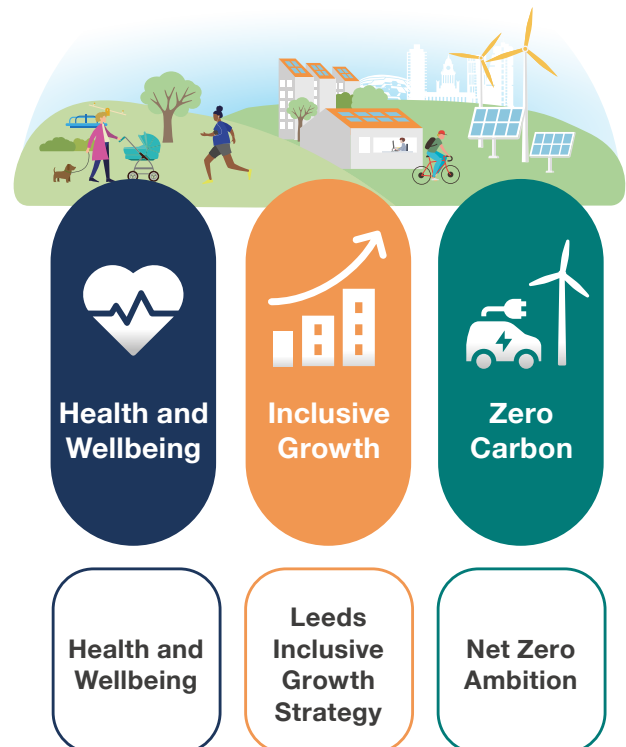 Health and
Wellbeing
Inclusive
Growth
Zero
Carbon
Health and
Wellbeing
Leeds
Inclusive
Growth
Strategy
Net Zero
Ambition